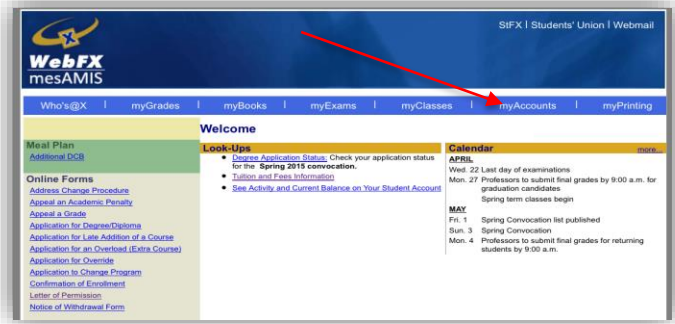 StFX | Students' Union | Webmail
WebFX
mesAMIS
Who's@X | myGrades | myBooks | myExams | myClasses | myAccounts | myPrinting
Welcome
Meal Plan
Additional DCB
Online Forms
Address Change Procedure
Appeal an Academic Penalty
Appeal a Grade
Application for Degree/Diploma
Application for Late Addition of a Course
Application for an Overload (Extra Course)
Application for Override
Application to Change Program
Confirmation of Enrollment
Letter of Permission
Notice of Withdrawal Form
Look-Ups
• Degree Application Status: Check your application status
for the Spring 2015 convocation.
• Tuition and Fees Information
• See Activity and Current Balance on Your Student Account
Calendar more...
APRIL
Wed. 22 Last day of examinations
Mon. 27 Professors to submit final grades by 9:00 a.m. for
graduation candidates
Spring term classes begin
MAY
Fri. 1 Spring Convocation list published
Sun. 3 Spring Convocation
Mon. 4 Professors to submit final grades for returning
students by 9:00 a.m.